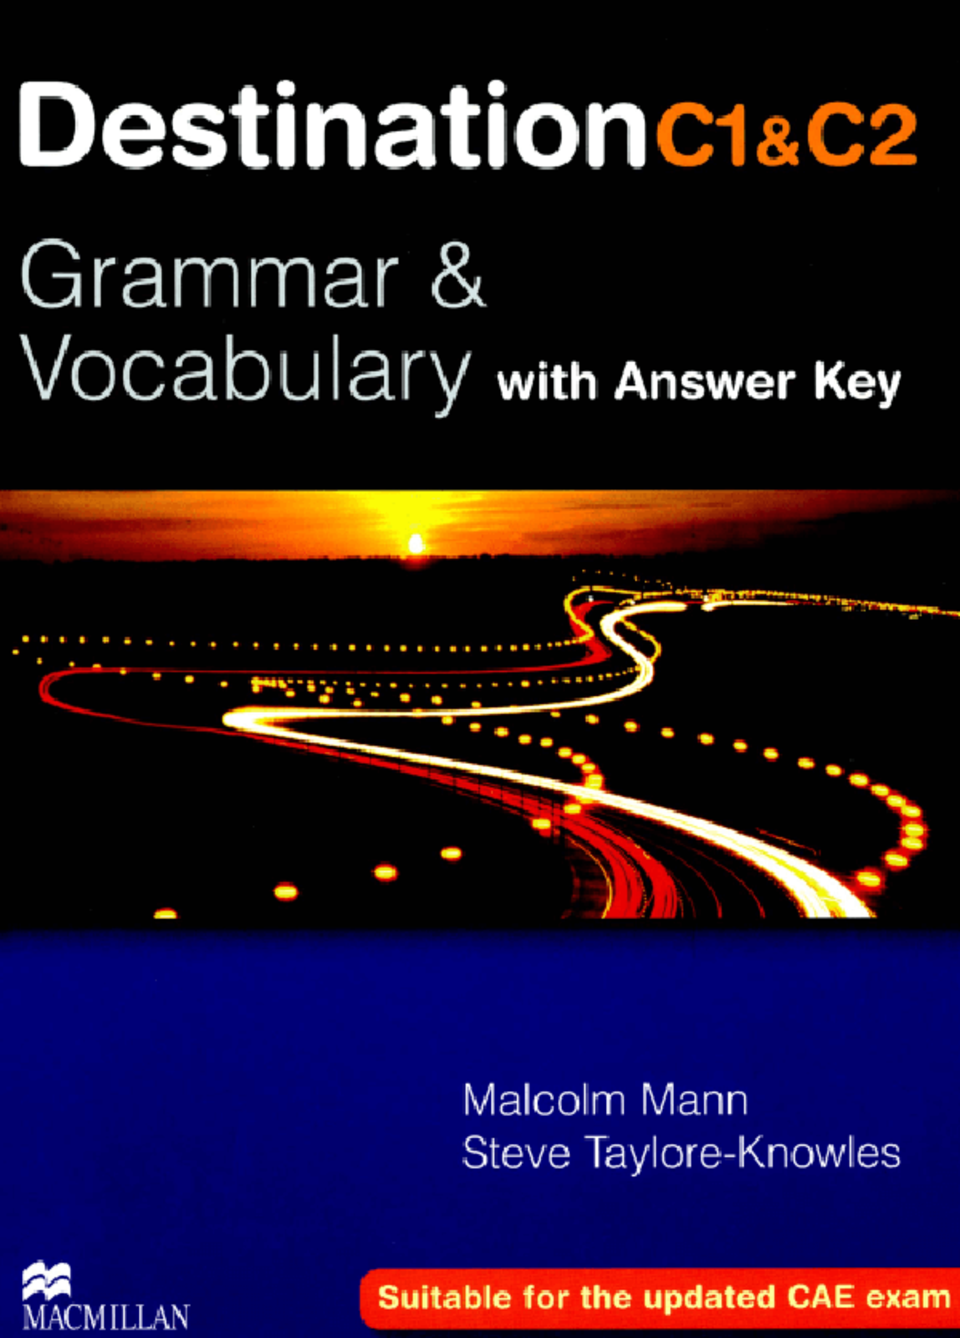 Destination C1&C2
Grammar &
Vocabulary with Answer Key
Malcolm Mann
Steve Taylore-Knowles
MACMILLAN
Suitable for the updated CAE exam